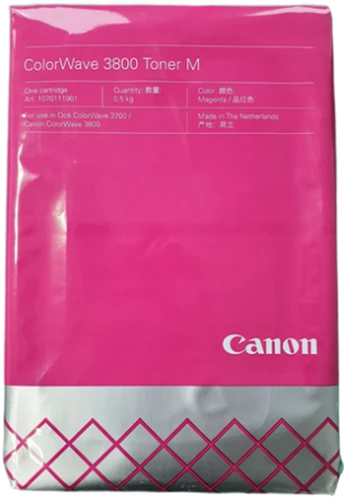 ColorWave 3800 Toner M
One cartridge
Art: 1070111901
Quantity: 数量
0,5 kg
Color: 颜色
Magenta / 品红色
For use in Océ ColorWave 3700 /
Canon ColorWave 3800
Made in The Netherlands
产地：荷兰
Canon